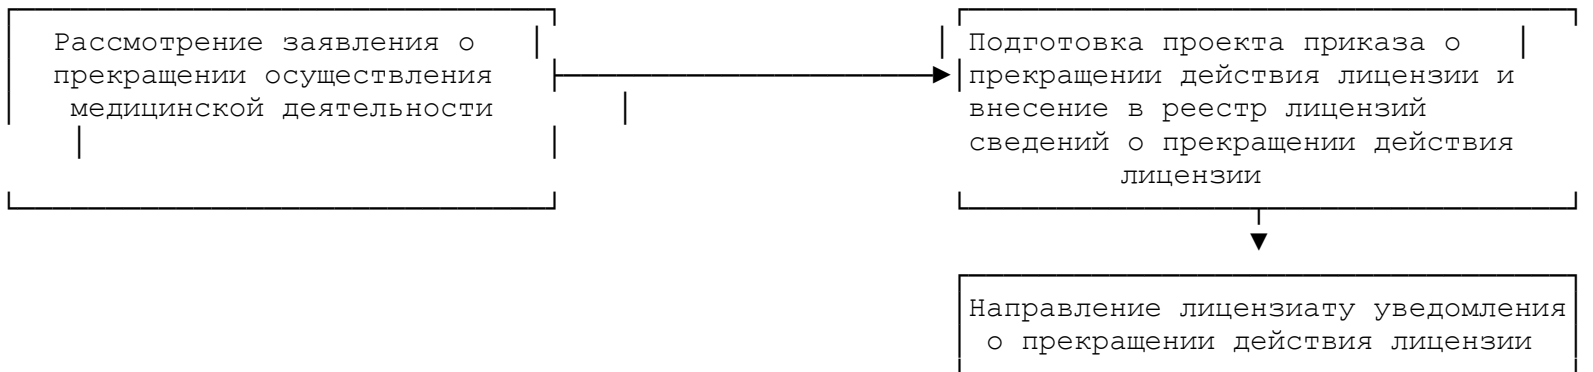 Рассмотрение заявления о
прекращении осуществления
медицинской деятельности
Подготовка проекта приказа о
прекращении действия лицензии и
внесение в реестр лицензий
сведений о прекращении действия
лицензии
Направление лицензиату уведомления
о прекращении действия лицензии